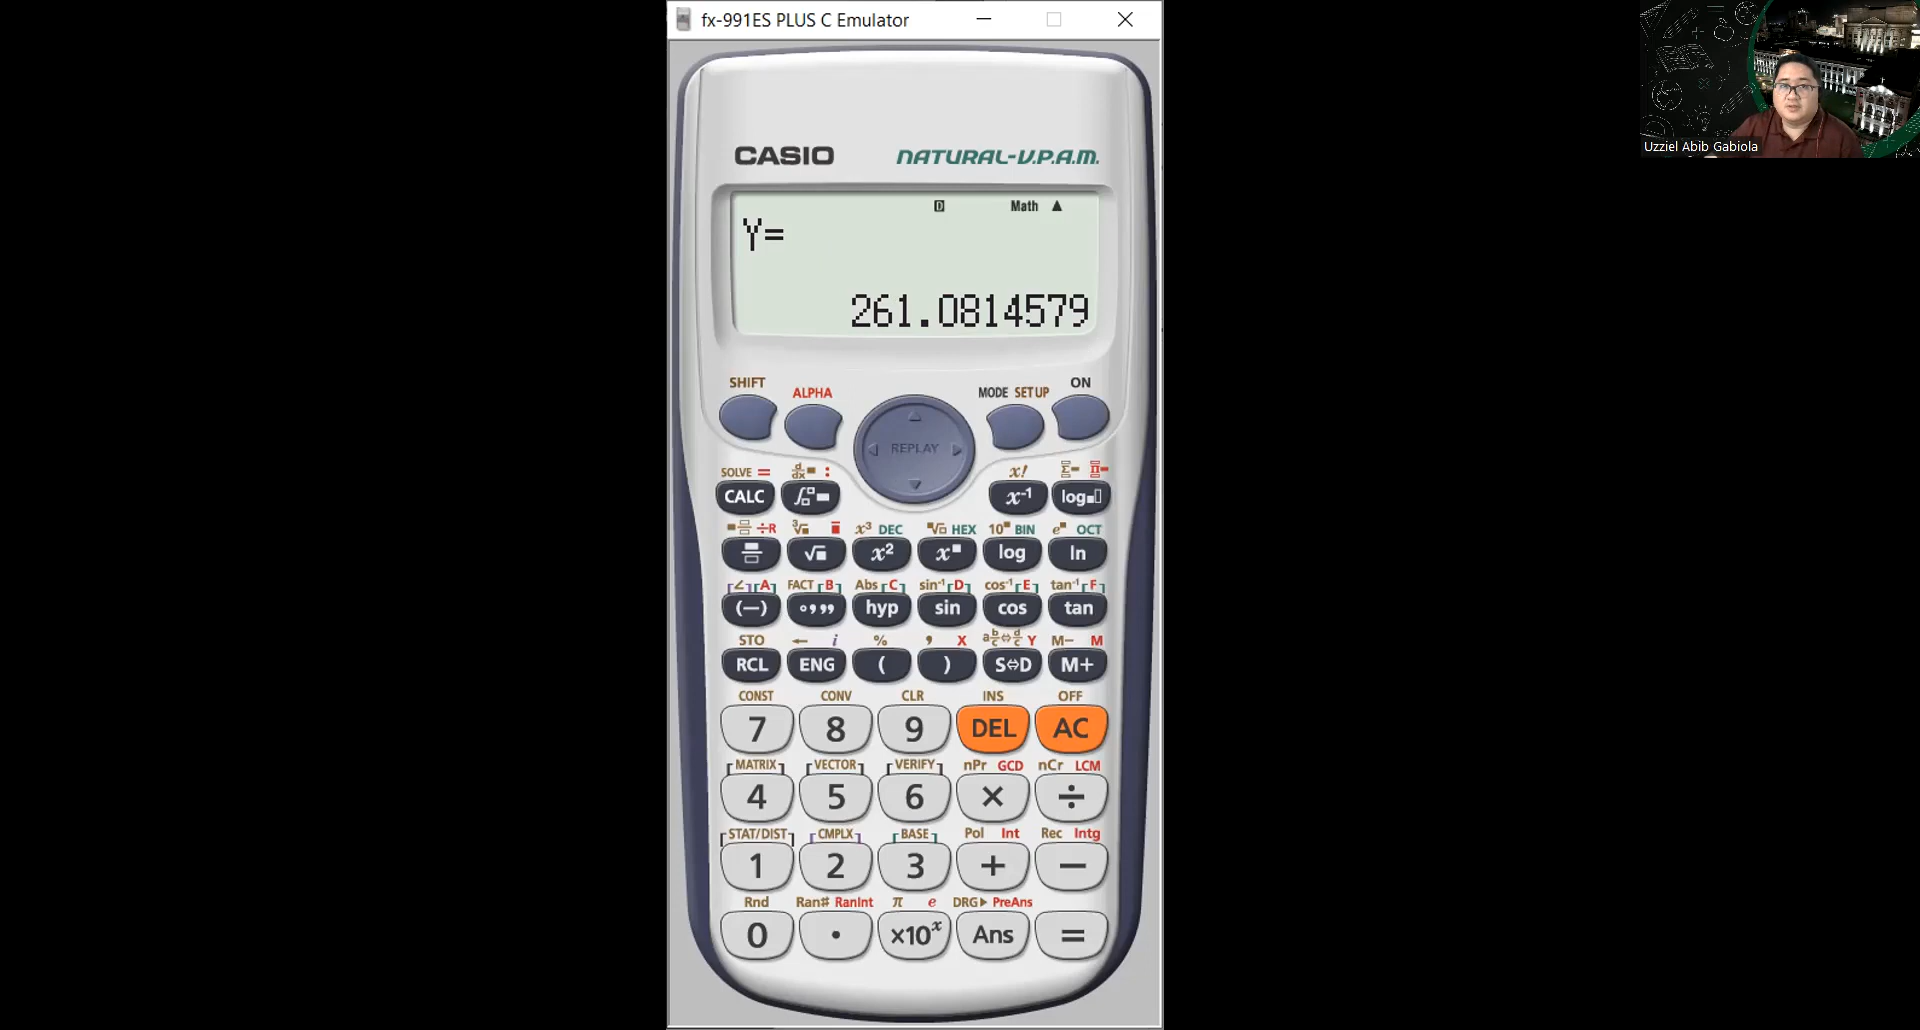 fx-991ES PLUS C Emulator
Uzziel Abib Gabiola
CASIO NATURAL-V.P.A.M.
D Math ▲
Y=
261.0814579
SHIFT ALPHA MODE SETUP ON
REPLAY
SOLVE = d/dx : x! Σ Π
CALC ∫ x⁻¹ log
÷R ³√ x³ DEC √ HEX 10 BIN e OCT
√ x² x log ln
∠ A FACT B Abs C sin⁻¹ D cos⁻¹ E tan⁻¹ F
(—) ° ’ ” hyp sin cos tan
STO ← i % , X a b/c⇔d/c Y M− M
RCL ENG ( ) S⇔D M+
CONST CONV CLR INS OFF
7 8 9 DEL AC
MATRIX VECTOR VERIFY nPr GCD nCr LCM
4 5 6 × ÷
STAT/DIST CMPLX BASE Pol Int Rec Intg
1 2 3 + −
Rnd Ran# RanInt π e DRG▶ PreAns
0 • ×10ˣ Ans =